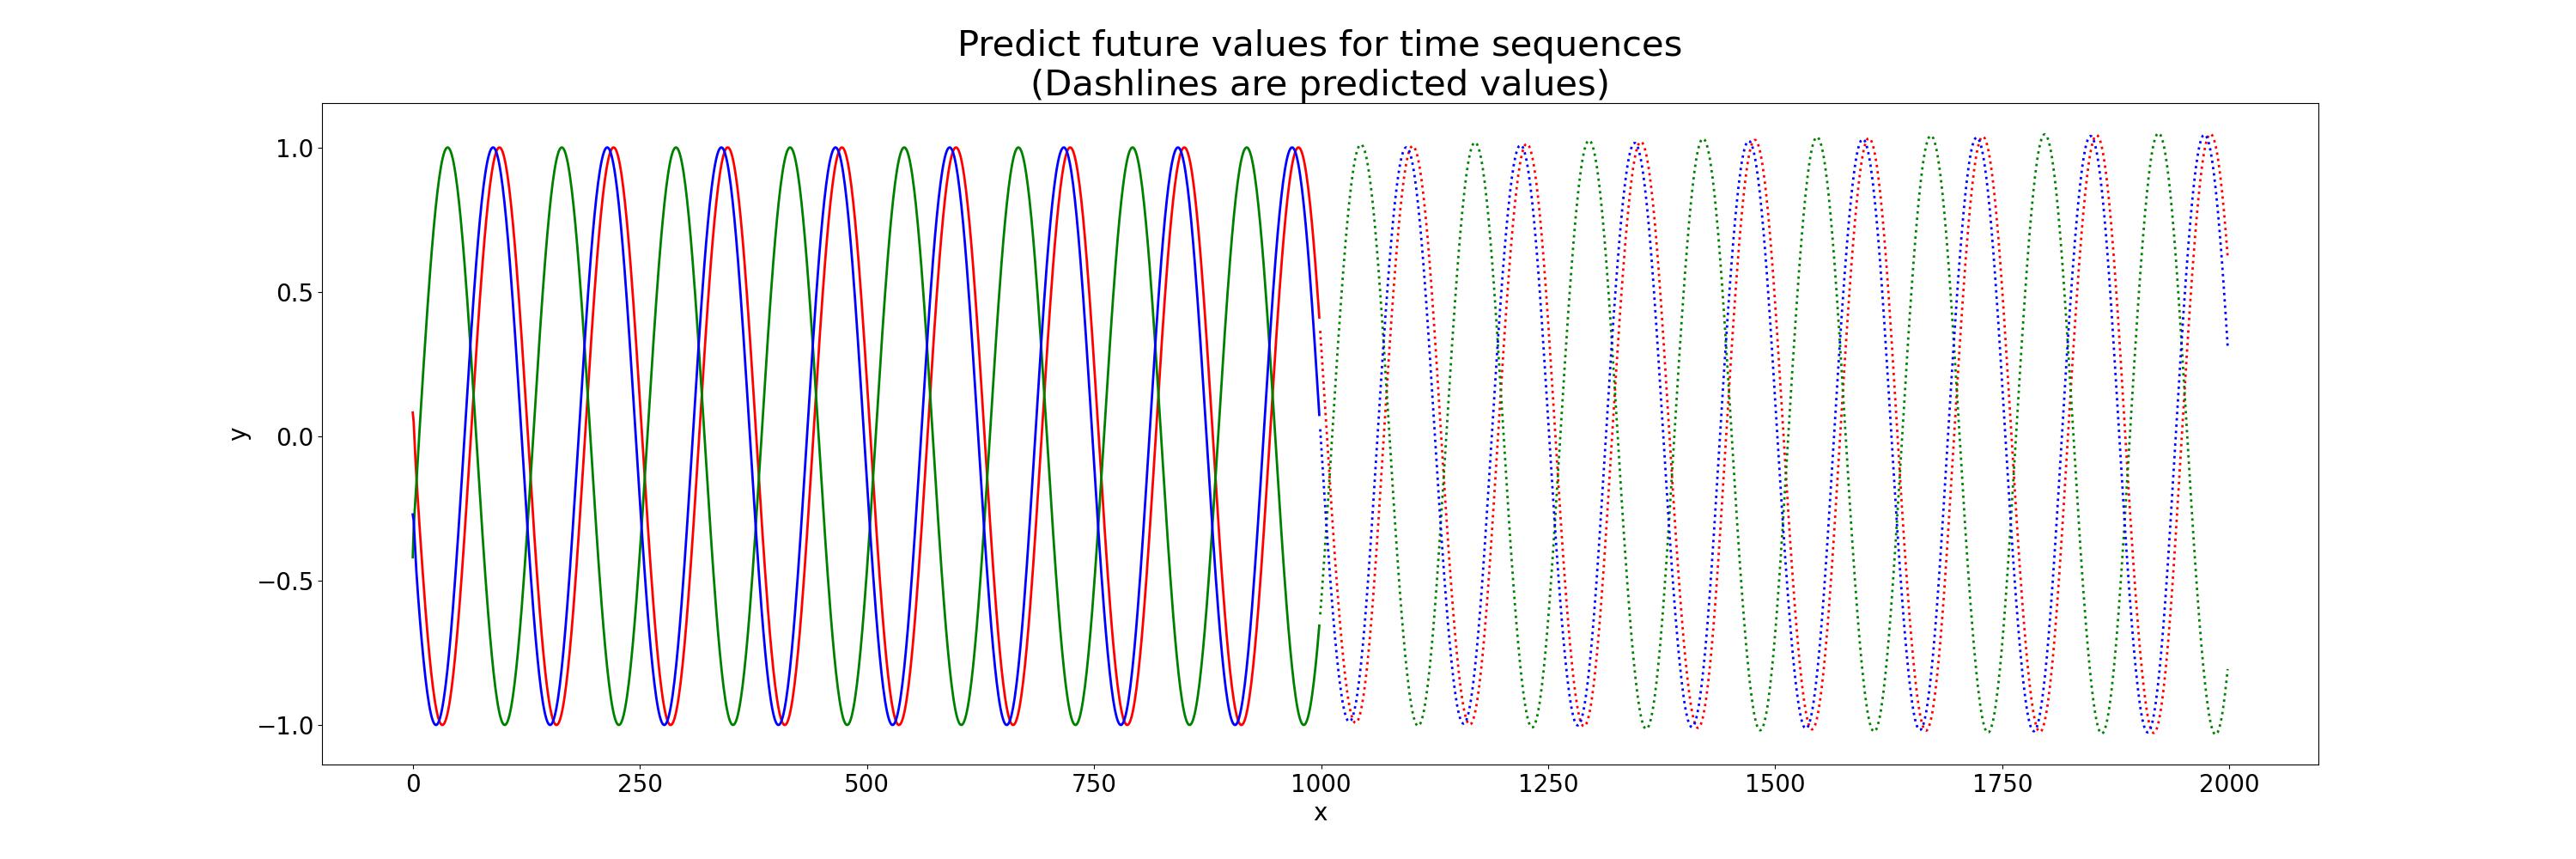 Predict future values for time sequences
(Dashlines are predicted values)
1.0
0.5
0.0
−0.5
−1.0
y
0 250 500 750 1000 1250 1500 1750 2000
x